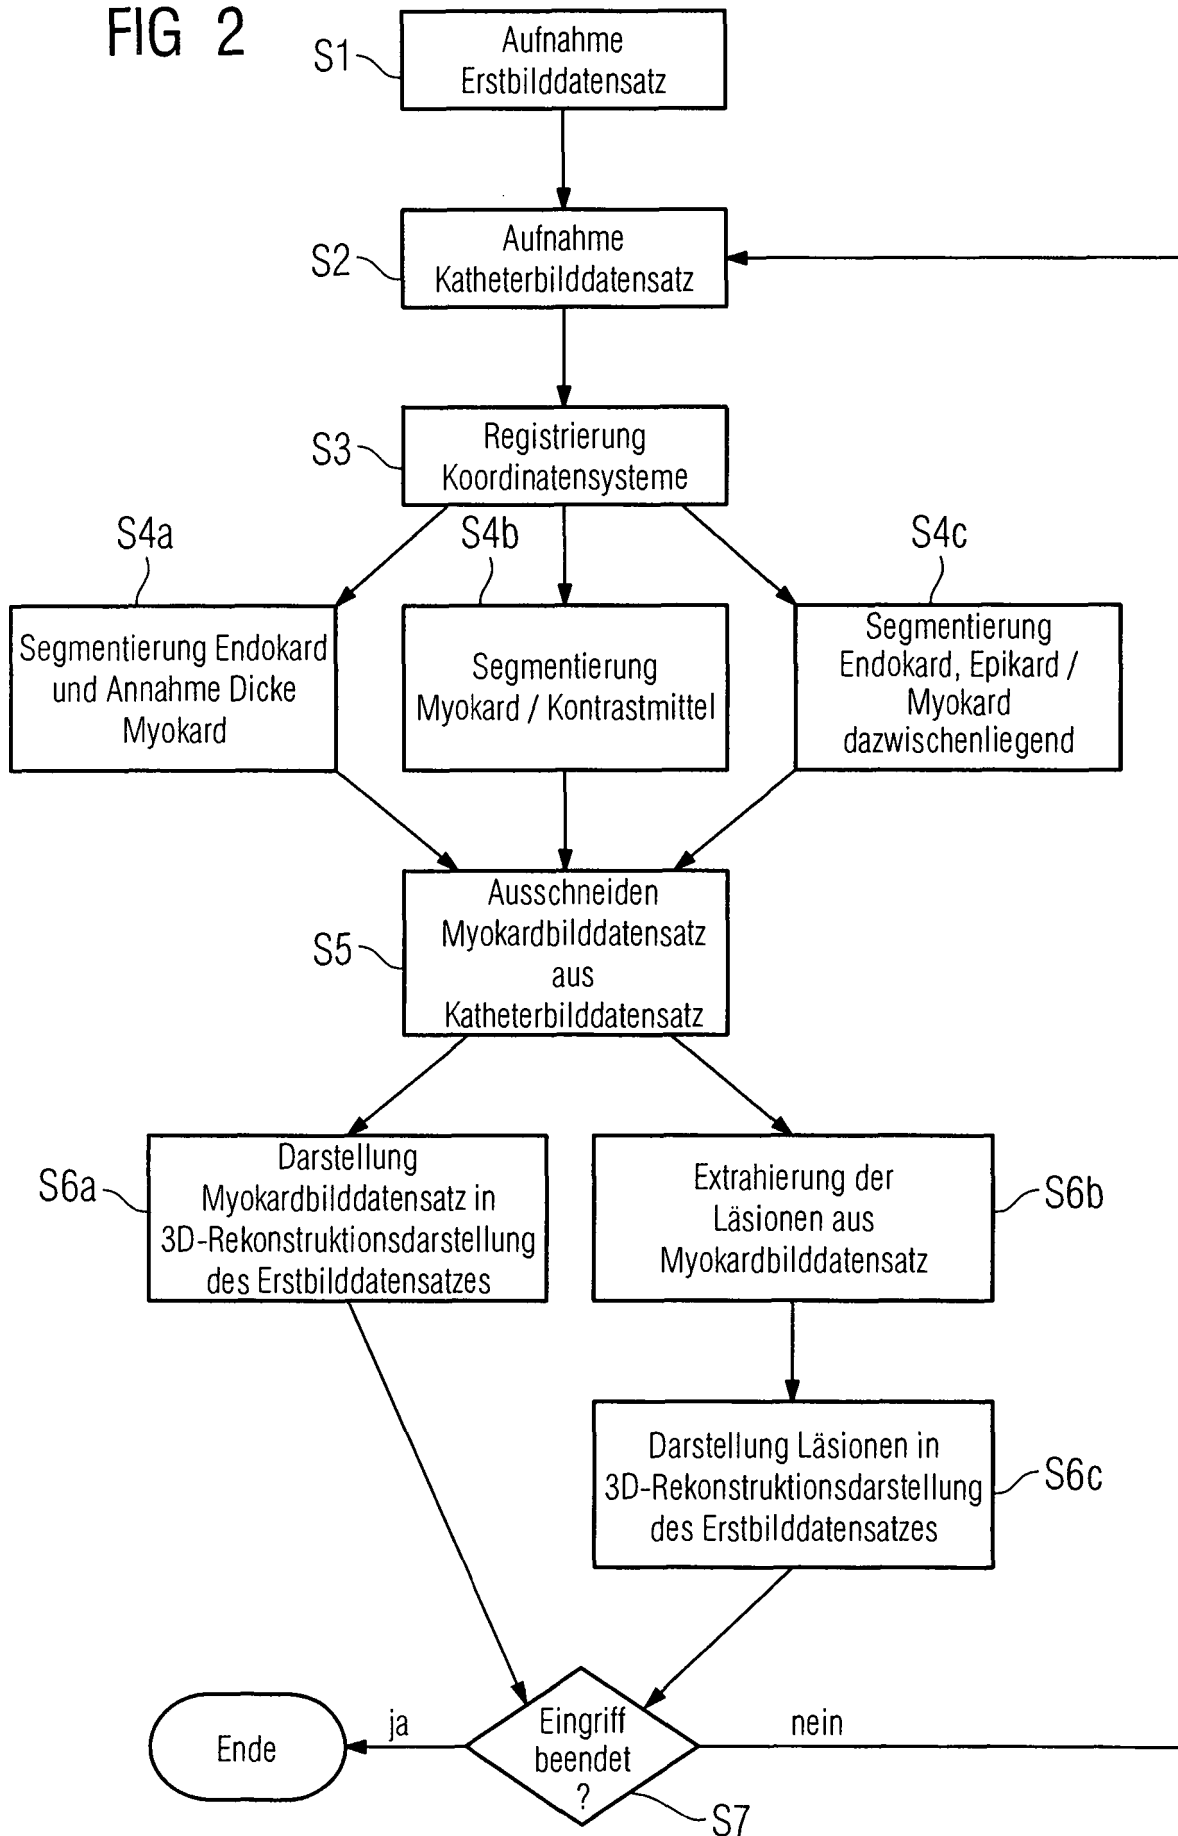 FIG 2
S1
Aufnahme
Erstbilddatensatz
S2
Aufnahme
Katheterbilddatensatz
S3
Registrierung
Koordinatensysteme
S4a
S4b
S4c
Segmentierung Endokard
und Annahme Dicke
Myokard
Segmentierung
Myokard / Kontrastmittel
Segmentierung
Endokard, Epikard /
Myokard
dazwischenliegend
S5
Ausschneiden
Myokardbilddatensatz
aus
Katheterbilddatensatz
S6a
Darstellung
Myokardbilddatensatz in
3D-Rekonstruktionsdarstellung
des Erstbilddatensatzes
Extrahierung der
Läsionen aus
Myokardbilddatensatz
S6b
Darstellung Läsionen in
3D-Rekonstruktionsdarstellung
des Erstbilddatensatzes
S6c
Ende
ja
Eingriff
beendet
?
nein
S7